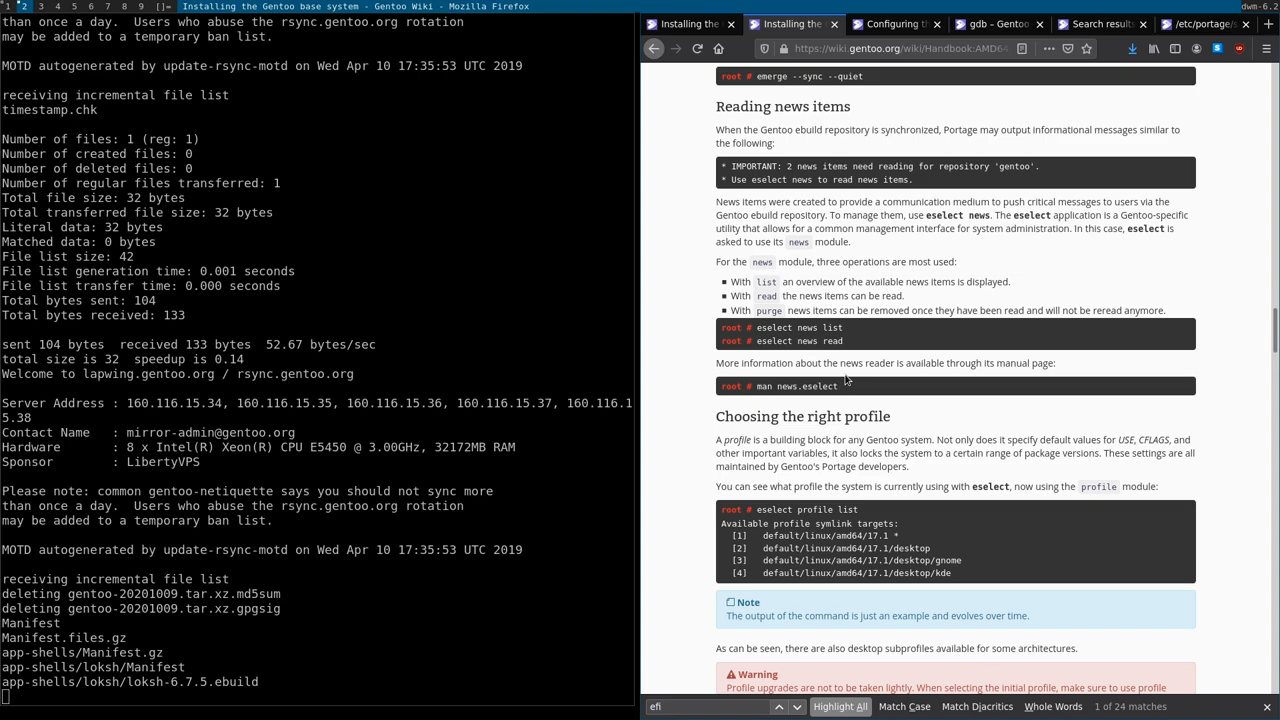 1 2 3 4 5 6 7 8 9 []= Installing the Gentoo base system - Gentoo Wiki - Mozilla Firefox dwm-6.2
than once a day.  Users who abuse the rsync.gentoo.org rotation
may be added to a temporary ban list.
MOTD autogenerated by update-rsync-motd on Wed Apr 10 17:35:53 UTC 2019
receiving incremental file list
timestamp.chk
Number of files: 1 (reg: 1)
Number of created files: 0
Number of deleted files: 0
Number of regular files transferred: 1
Total file size: 32 bytes
Total transferred file size: 32 bytes
Literal data: 32 bytes
Matched data: 0 bytes
File list size: 42
File list generation time: 0.001 seconds
File list transfer time: 0.000 seconds
Total bytes sent: 104
Total bytes received: 133
sent 104 bytes  received 133 bytes  52.67 bytes/sec
total size is 32  speedup is 0.14
Welcome to lapwing.gentoo.org / rsync.gentoo.org
Server Address : 160.116.15.34, 160.116.15.35, 160.116.15.36, 160.116.15.37, 160.116.1
5.38
Contact Name   : mirror-admin@gentoo.org
Hardware       : 8 x Intel(R) Xeon(R) CPU E5450 @ 3.00GHz, 32172MB RAM
Sponsor        : LibertyVPS
Please note: common gentoo-netiquette says you should not sync more
than once a day.  Users who abuse the rsync.gentoo.org rotation
may be added to a temporary ban list.
MOTD autogenerated by update-rsync-motd on Wed Apr 10 17:35:53 UTC 2019
receiving incremental file list
deleting gentoo-20201009.tar.xz.md5sum
deleting gentoo-20201009.tar.xz.gpgsig
Manifest
Manifest.files.gz
app-shells/Manifest.gz
app-shells/loksh/Manifest
app-shells/loksh/loksh-6.7.5.ebuild
Installing the Installing the Configuring th gdb – Gentoo Search results /etc/portage/
https://wiki.gentoo.org/wiki/Handbook:AMD64
root # emerge --sync --quiet
Reading news items
When the Gentoo ebuild repository is synchronized, Portage may output informational messages similar to
the following:
* IMPORTANT: 2 news items need reading for repository 'gentoo'.
* Use eselect news to read news items.
News items were created to provide a communication medium to push critical messages to users via the
Gentoo ebuild repository. To manage them, use eselect news. The eselect application is a Gentoo-specific
utility that allows for a common management interface for system administration. In this case, eselect is
asked to use its news module.
For the news module, three operations are most used:
With list an overview of the available news items is displayed.
With read the news items can be read.
With purge news items can be removed once they have been read and will not be reread anymore.
root # eselect news list
root # eselect news read
More information about the news reader is available through its manual page:
root # man news.eselect
Choosing the right profile
A profile is a building block for any Gentoo system. Not only does it specify default values for USE, CFLAGS, and
other important variables, it also locks the system to a certain range of package versions. These settings are all
maintained by Gentoo's Portage developers.
You can see what profile the system is currently using with eselect, now using the profile module:
root # eselect profile list
Available profile symlink targets:
[1]   default/linux/amd64/17.1 *
[2]   default/linux/amd64/17.1/desktop
[3]   default/linux/amd64/17.1/desktop/gnome
[4]   default/linux/amd64/17.1/desktop/kde
Note
The output of the command is just an example and evolves over time.
As can be seen, there are also desktop subprofiles available for some architectures.
Warning
Profile upgrades are not to be taken lightly. When selecting the initial profile, make sure to use profile
efi Highlight All Match Case Match Diacritics Whole Words 1 of 24 matches